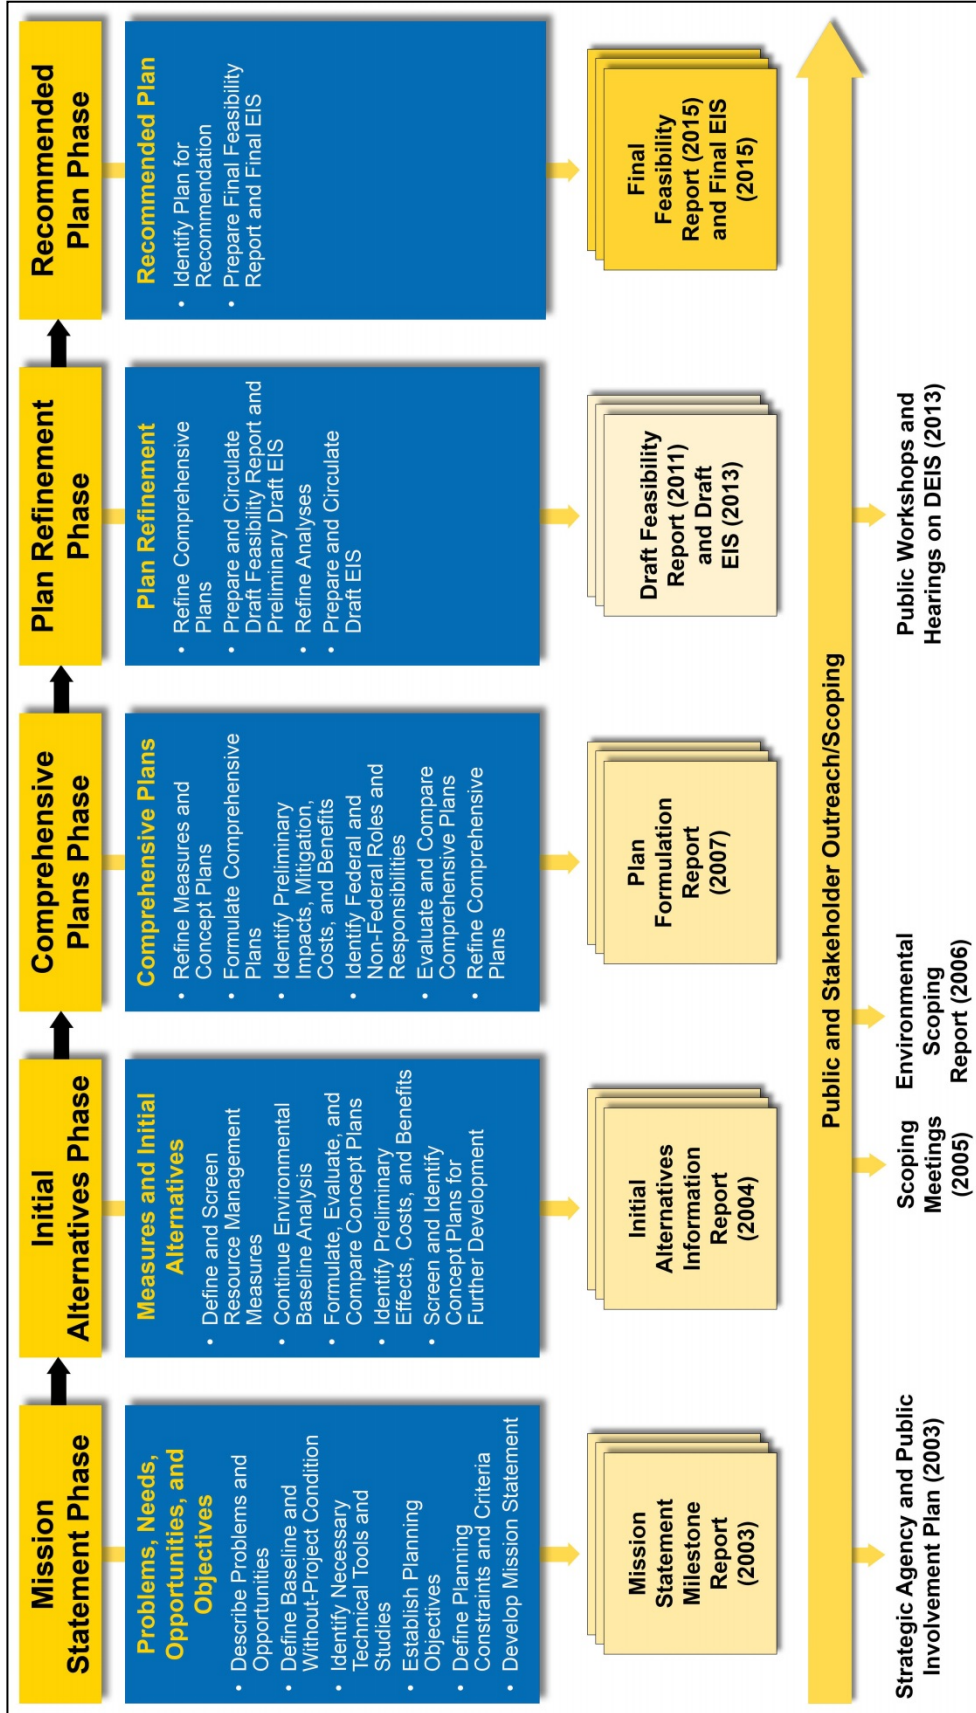 Mission
Statement Phase
Initial
Alternatives Phase
Comprehensive
Plans Phase
Plan Refinement
Phase
Recommended
Plan Phase
Problems, Needs,
Opportunities, and
Objectives
• Describe Problems and
Opportunities
• Define Baseline and
Without-Project Condition
• Identify Necessary
Technical Tools and
Studies
• Establish Planning
Objectives
• Define Planning
Constraints and Criteria
• Develop Mission Statement
Measures and Initial
Alternatives
• Define and Screen
Resource Management
Measures
• Continue Environmental
Baseline Analysis
• Formulate, Evaluate, and
Compare Concept Plans
• Identify Preliminary
Effects, Costs, and Benefits
• Screen and Identify
Concept Plans for
Further Development
Comprehensive Plans
• Refine Measures and
Concept Plans
• Formulate Comprehensive
Plans
• Identify Preliminary
Impacts, Mitigation,
Costs, and Benefits
• Identify Federal and
Non-Federal Roles and
Responsibilities
• Evaluate and Compare
Comprehensive Plans
• Refine Comprehensive
Plans
Plan Refinement
• Refine Comprehensive
Plans
• Prepare and Circulate
Draft Feasibility Report and
Preliminary Draft EIS
• Refine Analyses
• Prepare and Circulate
Draft EIS
Recommended Plan
• Identify Plan for
Recommendation
• Prepare Final Feasibility
Report and Final EIS
Mission
Statement
Milestone
Report
(2003)
Initial
Alternatives
Information
Report
(2004)
Plan
Formulation
Report
(2007)
Draft Feasibility
Report (2011)
and Draft
EIS (2013)
Final
Feasibility
Report (2015)
and Final EIS
(2015)
Public and Stakeholder Outreach/Scoping
Strategic Agency and Public
Involvement Plan (2003)
Scoping
Meetings
(2005)
Environmental
Scoping
Report (2006)
Public Workshops and
Hearings on DEIS (2013)